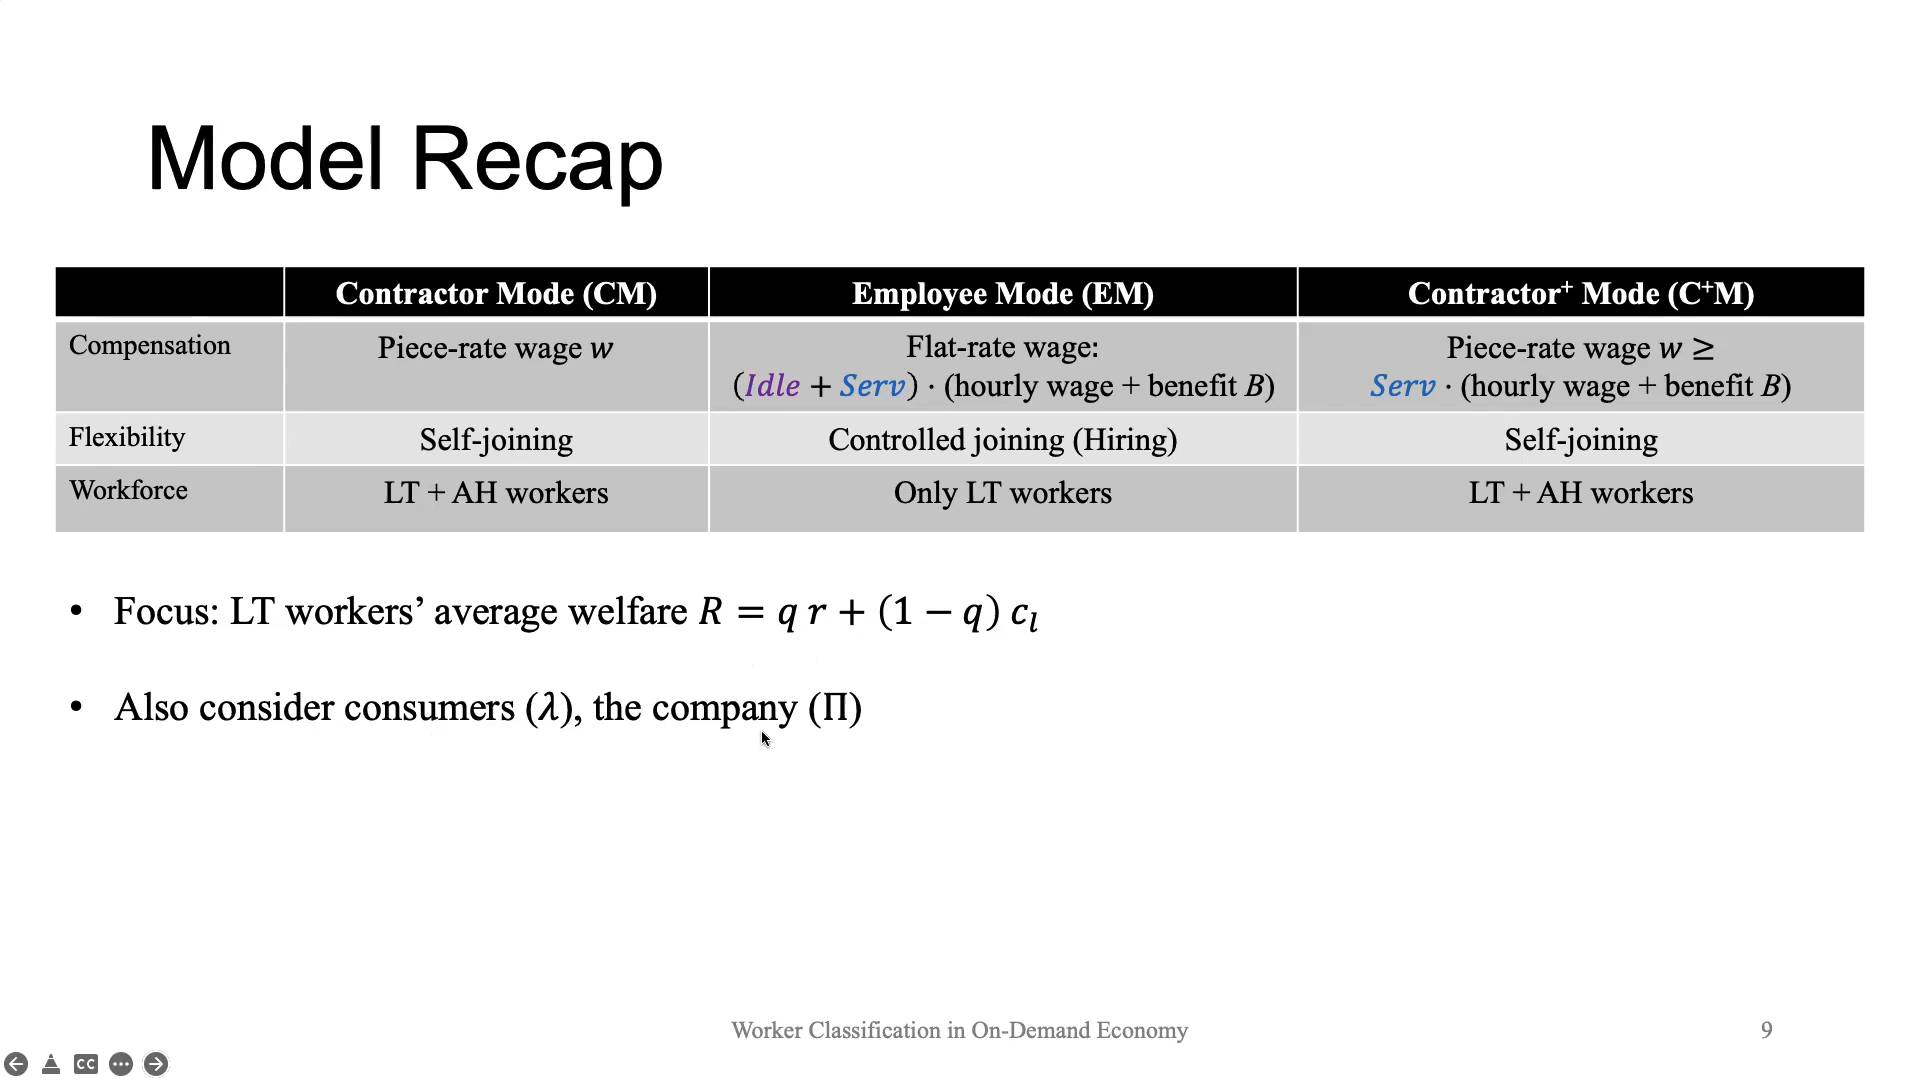 Model Recap
Contractor Mode (CM)
Employee Mode (EM)
Contractor⁺ Mode (C⁺M)
Compensation
Piece-rate wage w
Flat-rate wage:
(Idle + Serv) · (hourly wage + benefit B)
Piece-rate wage w ≥
Serv · (hourly wage + benefit B)
Flexibility
Self-joining
Controlled joining (Hiring)
Self-joining
Workforce
LT + AH workers
Only LT workers
LT + AH workers
• Focus: LT workers’ average welfare R = q r + (1 − q) cₗ
• Also consider consumers (λ), the company (Π)
Worker Classification in On-Demand Economy
9
CC